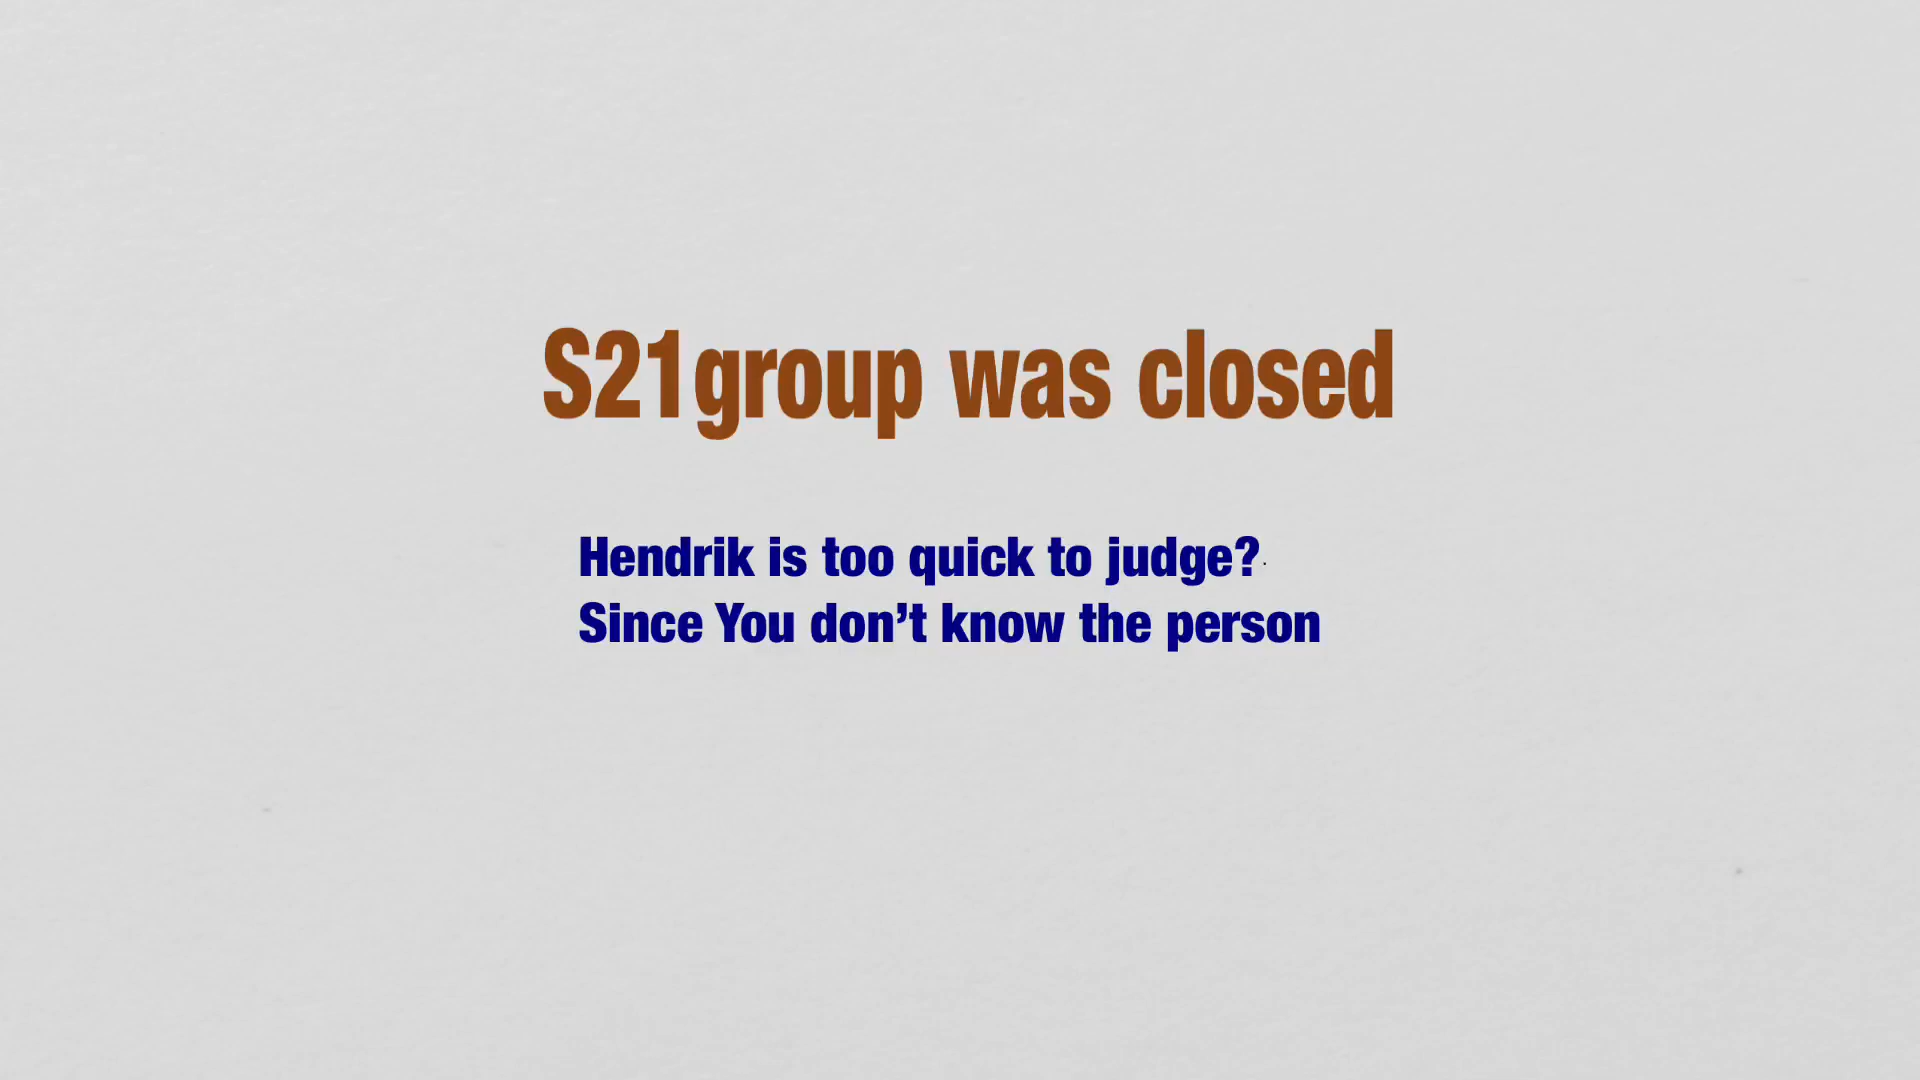 S21group was closed
Hendrik is too quick to judge?
Since You don’t know the person